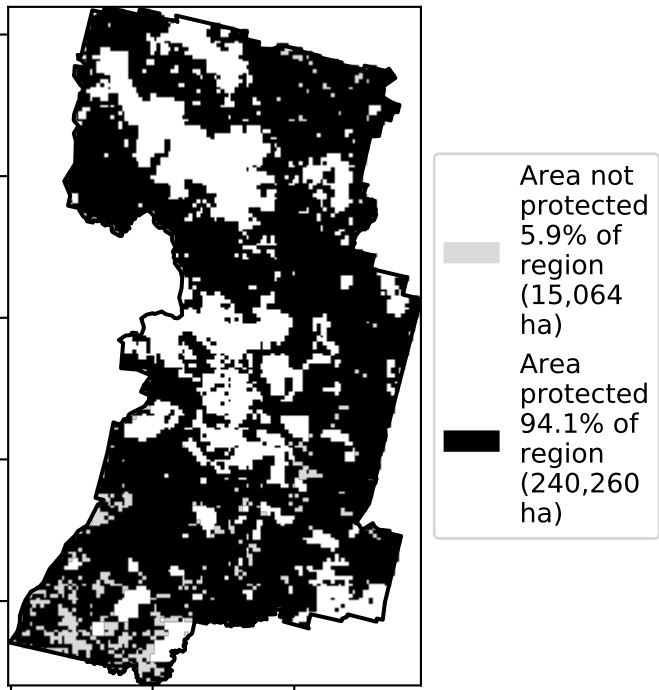 Area not
protected
5.9% of
region
(15,064
ha)
Area
protected
94.1% of
region
(240,260
ha)